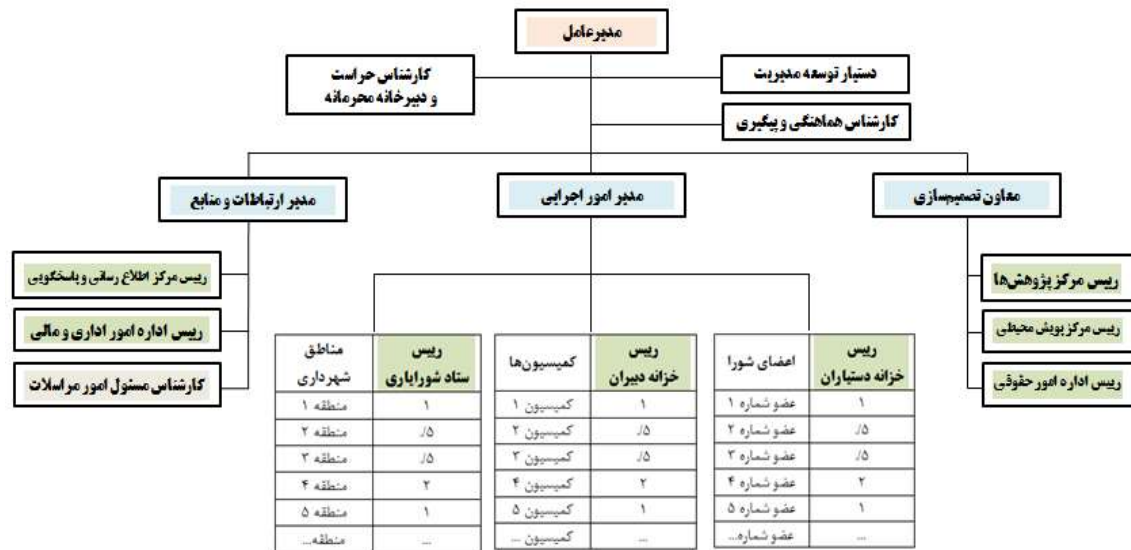 مدیرعامل
دستیار توسعه مدیریت
کارشناس حراست
و دبیرخانه محرمانه
کارشناس هماهنگی و پیگیری
معاون تصمیم‌سازی
مدیر امور اجرایی
مدیر ارتباطات و منابع
رییس مرکز پژوهش‌ها
رییس مرکز پویش محیطی
رییس اداره امور حقوقی
رییس مرکز اطلاع رسانی و پاسخگویی
رییس اداره امور اداری و مالی
کارشناس مسئول امور مراسلات
رییس
خزانه دستیاران
اعضای شورا
۱ عضو شماره ۱
۵/. عضو شماره ۲
۵/. عضو شماره ۳
۲ عضو شماره ۴
۱ عضو شماره ۵
... عضو شماره...
رییس
خزانه دبیران
کمیسیون‌ها
۱ کمیسیون ۱
۵/. کمیسیون ۲
۵/. کمیسیون ۳
۲ کمیسیون ۴
۱ کمیسیون ۵
... کمیسیون ...
رییس
ستاد شورایاری
مناطق
شهرداری
۱ منطقه ۱
۵/. منطقه ۲
۵/. منطقه ۳
۲ منطقه ۴
۱ منطقه ۵
... منطقه...